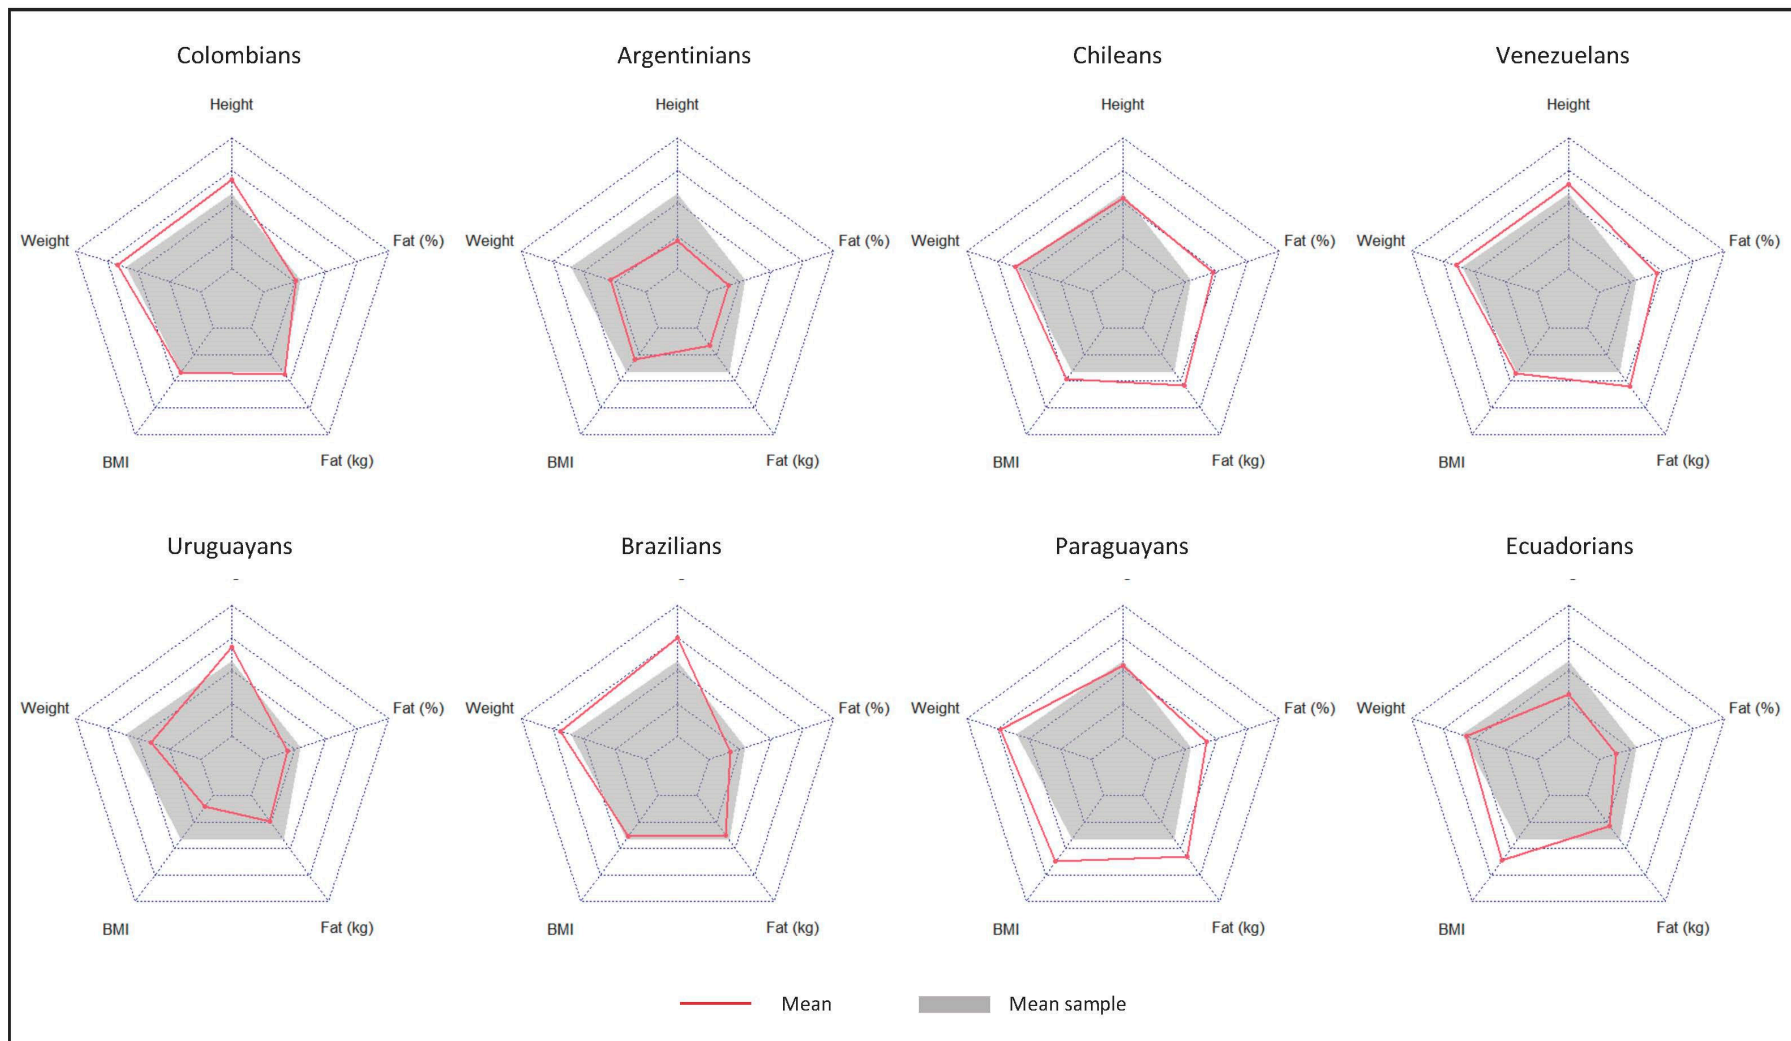 Colombians Argentinians Chileans Venezuelans
Height Height Height Height
Weight Fat (%) Weight Fat (%) Weight Fat (%) Weight Fat (%)
BMI Fat (kg) BMI Fat (kg) BMI Fat (kg) BMI Fat (kg)
Uruguayans Brazilians Paraguayans Ecuadorians
- - - -
Weight Fat (%) Weight Fat (%) Weight Fat (%) Weight Fat (%)
BMI Fat (kg) BMI Fat (kg) BMI Fat (kg) BMI Fat (kg)
Mean Mean sample